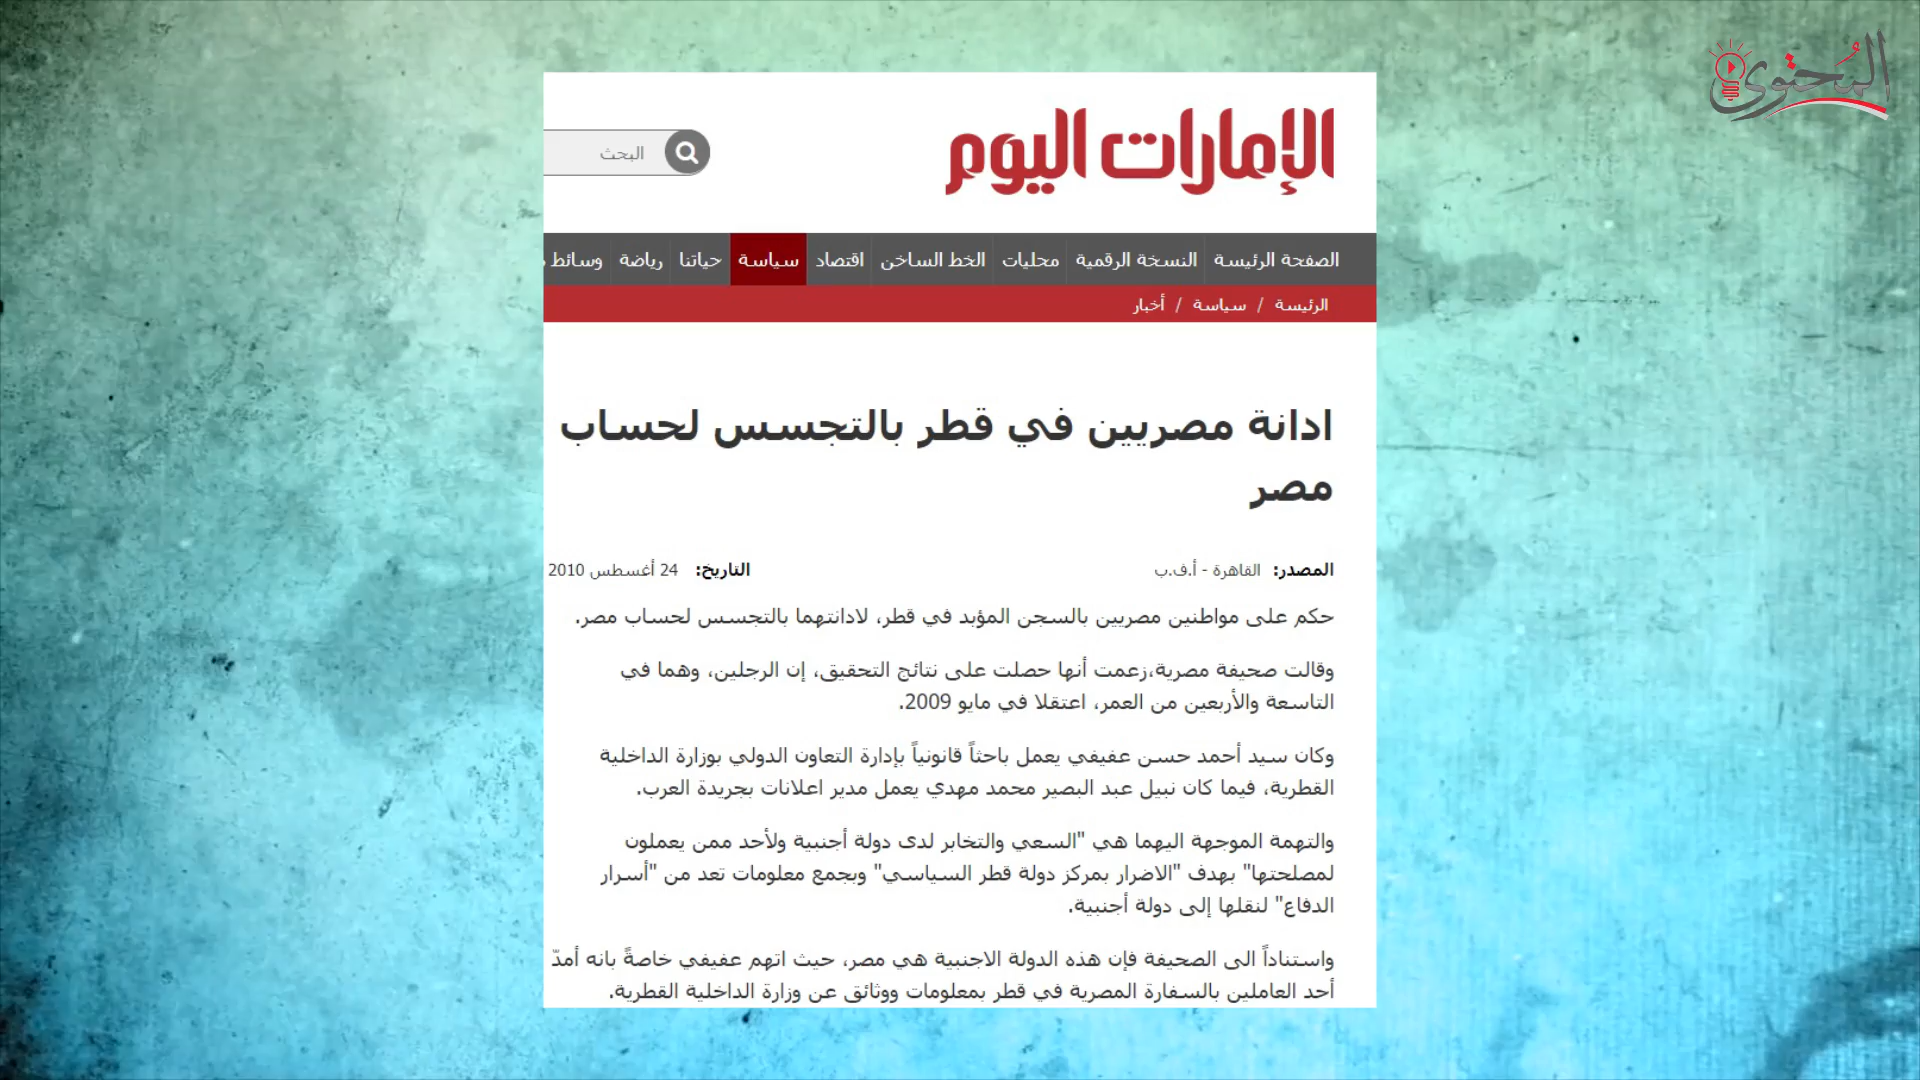 المُحتوى
الإمارات اليوم
البحث
الصفحة الرئيسة النسخة الرقمية محليات الخط الساخن اقتصاد سياسة حياتنا رياضة وسائط
الرئيسة / سياسة / أخبار
ادانة مصريين في قطر بالتجسس لحساب
مصر
المصدر: القاهرة - أ.ف.ب التاريخ: 24 أغسطس 2010
حكم على مواطنين مصريين بالسجن المؤبد في قطر، لادانتهما بالتجسس لحساب مصر.
وقالت صحيفة مصرية،زعمت أنها حصلت على نتائج التحقيق، إن الرجلين، وهما في
التاسعة والأربعين من العمر، اعتقلا في مايو 2009.
وكان سيد أحمد حسن عفيفي يعمل باحثاً قانونياً بإدارة التعاون الدولي بوزارة الداخلية
القطرية، فيما كان نبيل عبد البصير محمد مهدي يعمل مدير اعلانات بجريدة العرب.
والتهمة الموجهة اليهما هي "السعي والتخابر لدى دولة أجنبية ولأحد ممن يعملون
لمصلحتها" بهدف "الاضرار بمركز دولة قطر السياسي" وبجمع معلومات تعد من "أسرار
الدفاع" لنقلها إلى دولة أجنبية.
واستناداً الى الصحيفة فإن هذه الدولة الاجنبية هي مصر، حيث اتهم عفيفي خاصةً بانه أمدّ
أحد العاملين بالسفارة المصرية في قطر بمعلومات ووثائق عن وزارة الداخلية القطرية.